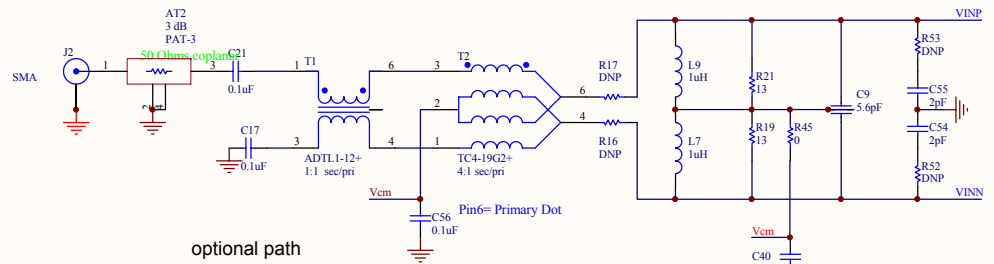 AT2
3 dB
PAT-3
50 Ohms coplanar
J2
SMA
1
3
2
4
C21
0.1uF
C17
0.1uF
1
T1
6
3
4
ADTL1-12+
1:1 sec/pri
3
T2
2
1
6
4
TC4-19G2+
4:1 sec/pri
Vcm
C56
0.1uF
Pin6= Primary Dot
R17
DNP
R16
DNP
L9
1uH
L7
1uH
R21
13
R19
13
R45
0
C9
5.6pF
VINP
R53
DNP
C55
2pF
C54
2pF
R52
DNP
VINN
Vcm
C40
optional path